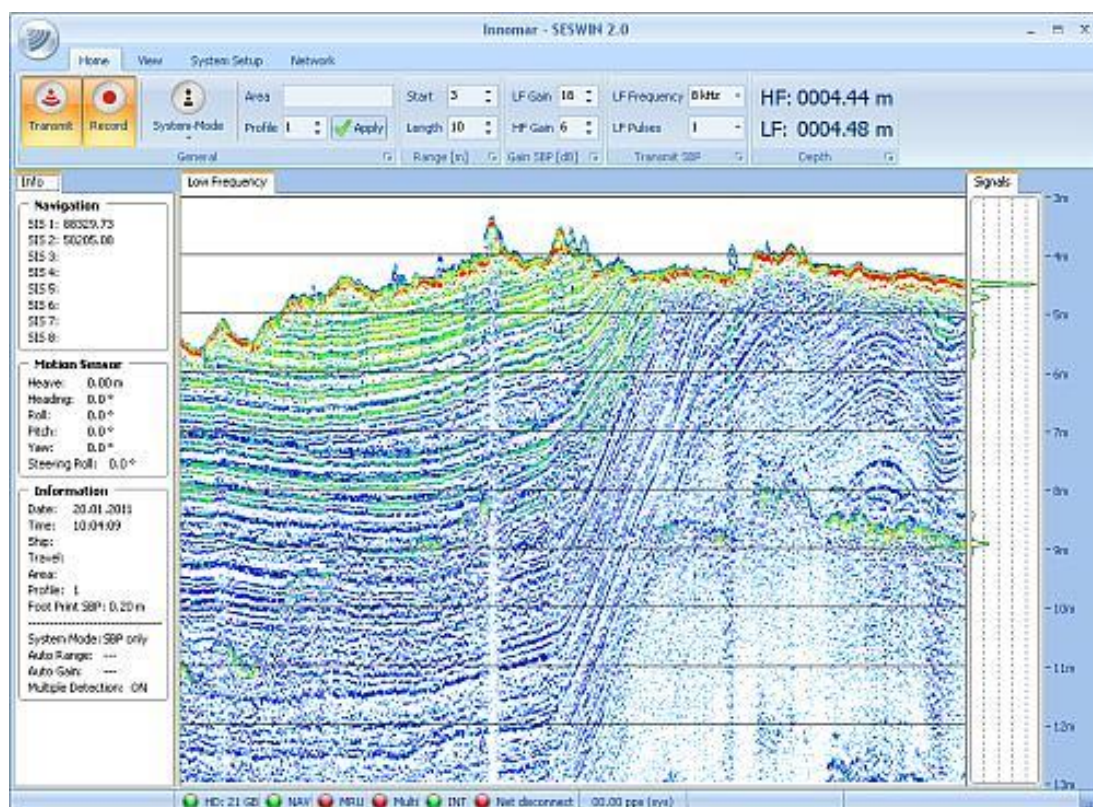 Innomar - SESWIN 2.0
Home View System Setup Network
Transmit Record System-Mode
Area
Profile 1 Apply
General
Start 3
Length 10
Range [m]
LF Gain 18
HF Gain 6
Gain SBP [dB]
LF Frequency 8 kHz
LF Pulses 1
Transmit SBP
HF: 0004.44 m
LF: 0004.48 m
Depth
Info
Navigation
SIS 1: 88329.73
SIS 2: 50205.08
SIS 3:
SIS 4:
SIS 5:
SIS 6:
SIS 7:
SIS 8:
Motion Sensor
Heave: 0.00 m
Heading: 0.0 °
Roll: 0.0 °
Pitch: 0.0 °
Yaw: 0.0 °
Steering Roll: 0.0 °
Information
Date: 20.01.2011
Time: 10:04:09
Ship:
Travel:
Area:
Profile: 1
Foot Print SBP: 0.20 m
System Mode: SBP only
Auto Range: ---
Auto Gain: ---
Multiple Detection: ON
Low Frequency
Signals
3m
4m
5m
6m
7m
8m
9m
10m
11m
12m
13m
HD: 21 GB NAV MRU Multi INT Net disconnect 00.00 pps (sys)